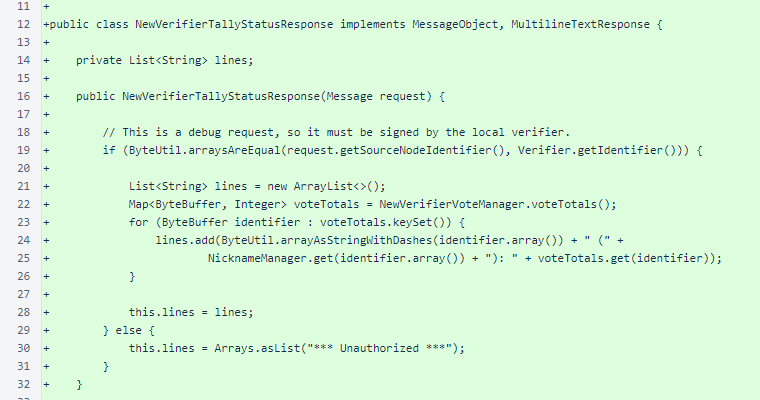 11 +
12 +public class NewVerifierTallyStatusResponse implements MessageObject, MultilineTextResponse {
13 +
14 +    private List<String> lines;
15 +
16 +    public NewVerifierTallyStatusResponse(Message request) {
17 +
18 +        // This is a debug request, so it must be signed by the local verifier.
19 +        if (ByteUtil.arraysAreEqual(request.getSourceNodeIdentifier(), Verifier.getIdentifier())) {
20 +
21 +            List<String> lines = new ArrayList<>();
22 +            Map<ByteBuffer, Integer> voteTotals = NewVerifierVoteManager.voteTotals();
23 +            for (ByteBuffer identifier : voteTotals.keySet()) {
24 +                lines.add(ByteUtil.arrayAsStringWithDashes(identifier.array()) + " (" +
25 +                        NicknameManager.get(identifier.array()) + "): " + voteTotals.get(identifier));
26 +            }
27 +
28 +            this.lines = lines;
29 +        } else {
30 +            this.lines = Arrays.asList("*** Unauthorized ***");
31 +        }
32 +    }